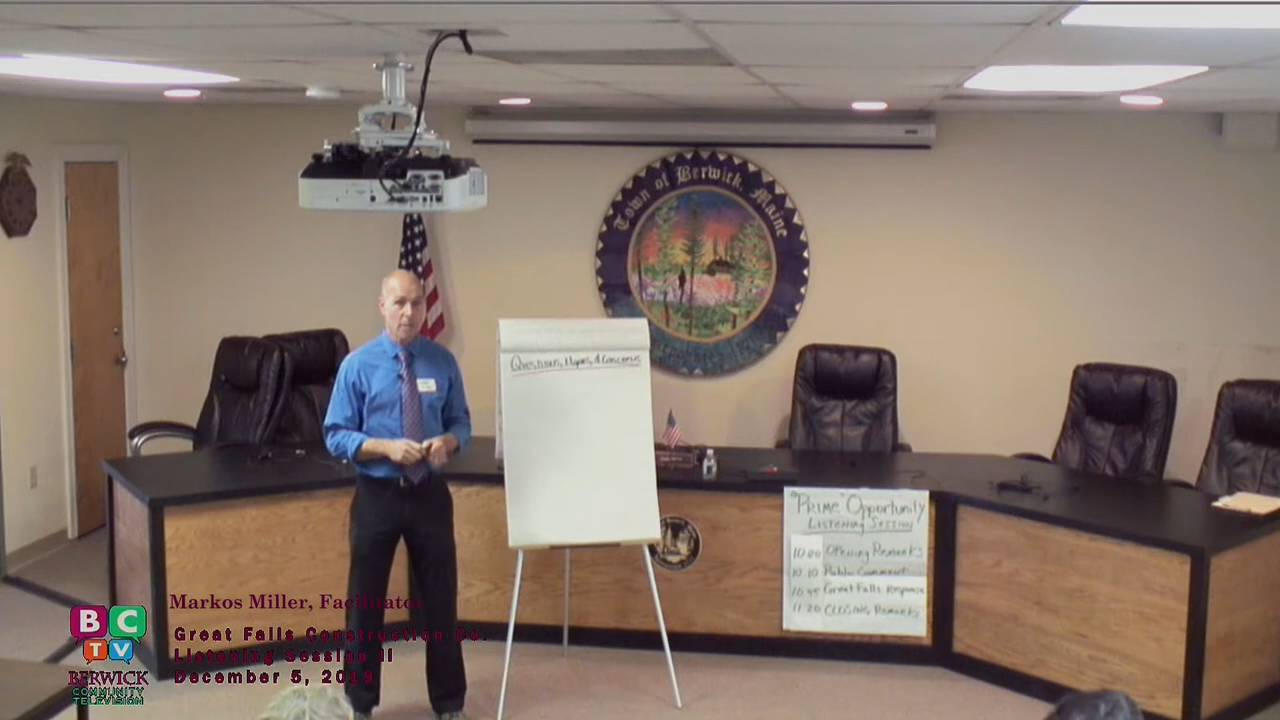 Town of Berwick, Maine
Questions, Hopes, & Concerns
"PRIME" Opportunity
LISTENING SESSION
10 00 Opening Remarks
10 10 Public Comment
10 45 Great Falls Response
11 20 CLOSING Remarks
Markos Miller, Facilitator
Great Falls Construction Co.
Listening Session II
December 5, 2019
BC
TV
BERWICK
COMMUNITY
TELEVISION